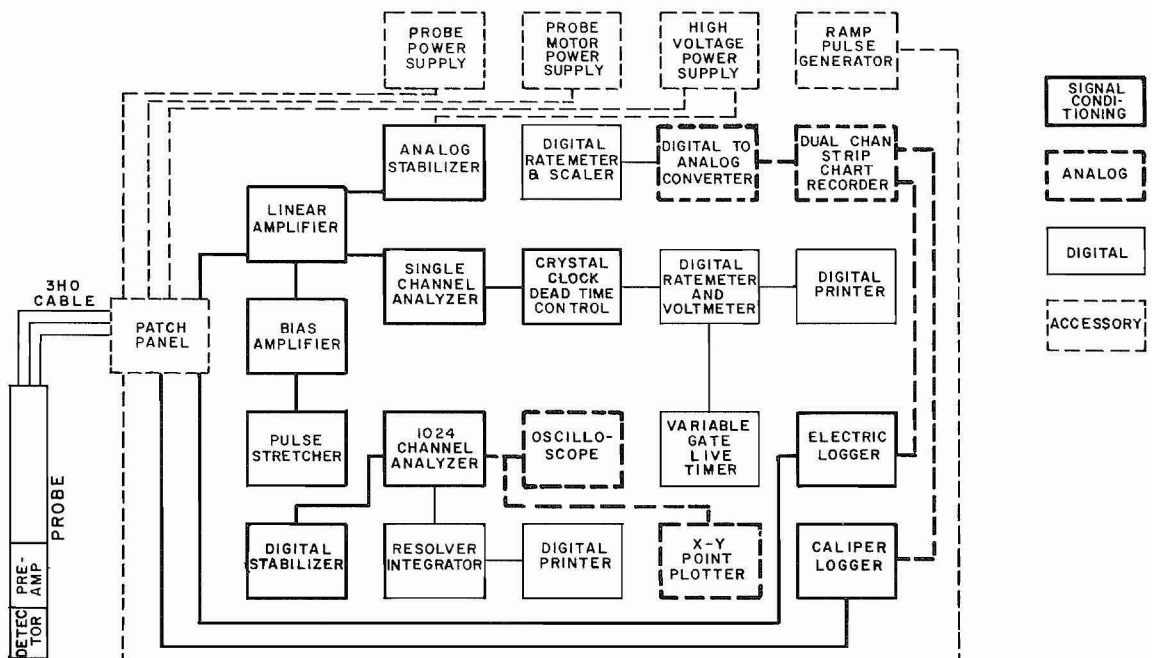 PROBE
POWER
SUPPLY
PROBE
MOTOR
POWER
SUPPLY
HIGH
VOLTAGE
POWER
SUPPLY
RAMP
PULSE
GENERATOR
SIGNAL
CONDI-
TIONING
ANALOG
STABILIZER
DIGITAL
RATEMETER
& SCALER
DIGITAL TO
ANALOG
CONVERTER
DUAL CHAN
STRIP
CHART
RECORDER
ANALOG
LINEAR
AMPLIFIER
SINGLE
CHANNEL
ANALYZER
CRYSTAL
CLOCK
DEAD TIME
CONTROL
DIGITAL
RATEMETER
AND
VOLTMETER
DIGITAL
PRINTER
DIGITAL
3HO
CABLE
PATCH
PANEL
BIAS
AMPLIFIER
ACCESSORY
PULSE
STRETCHER
1024
CHANNEL
ANALYZER
OSCILLO-
SCOPE
VARIABLE
GATE
LIVE
TIMER
ELECTRIC
LOGGER
PROBE
DIGITAL
STABILIZER
RESOLVER
INTEGRATOR
DIGITAL
PRINTER
X-Y
POINT
PLOTTER
CALIPER
LOGGER
PRE-
AMP
DETEC
TOR